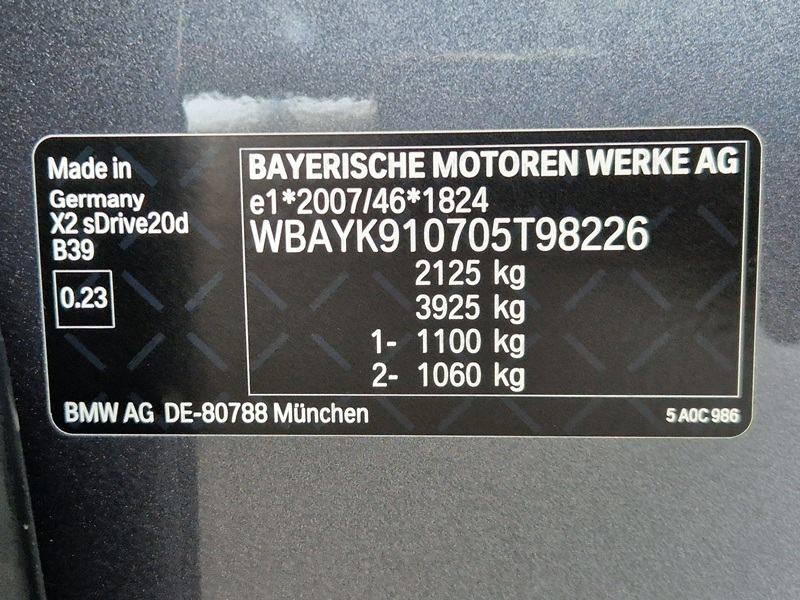 Made in
Germany
X2 sDrive20d
B39
0.23
BAYERISCHE MOTOREN WERKE AG
e1*2007/46*1824
WBAYK910705T98226
2125 kg
3925 kg
1- 1100 kg
2- 1060 kg
BMW AG DE-80788 München
5 A0C 986